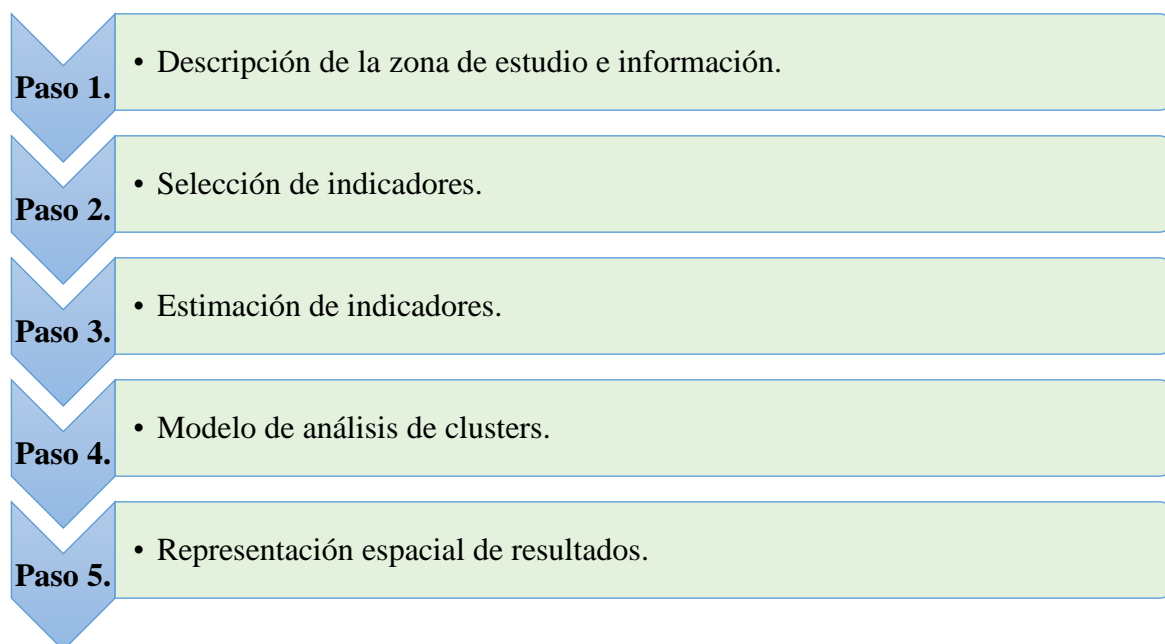 Paso 1.
• Descripción de la zona de estudio e información.
Paso 2.
• Selección de indicadores.
Paso 3.
• Estimación de indicadores.
Paso 4.
• Modelo de análisis de clusters.
Paso 5.
• Representación espacial de resultados.